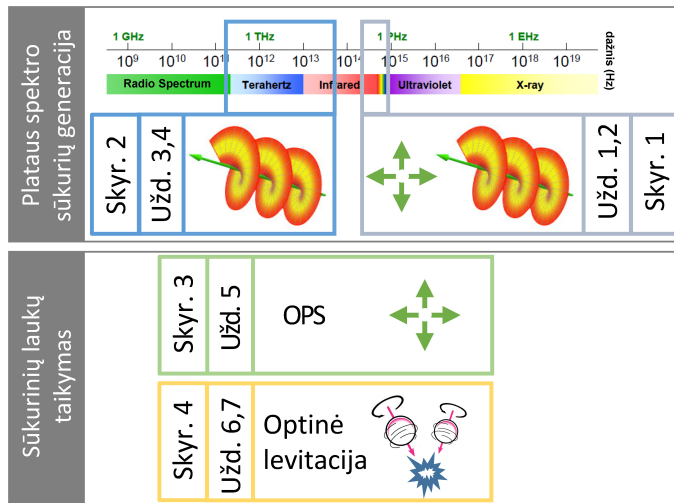 Plataus spektro
sūkurių generacija
1 GHz 1 THz 1 PHz 1 EHz
10⁹ 10¹⁰ 10¹¹ 10¹² 10¹³ 10¹⁴ 10¹⁵ 10¹⁶ 10¹⁷ 10¹⁸ 10¹⁹
dažnis (Hz)
Radio Spectrum Terahertz Infrared Ultraviolet X-ray
Skyr. 2
Užd. 3,4
Užd. 1,2
Skyr. 1
Sūkurinių laukų
taikymas
Skyr. 3
Užd. 5
OPS
Skyr. 4
Užd. 6,7
Optinė
levitacija